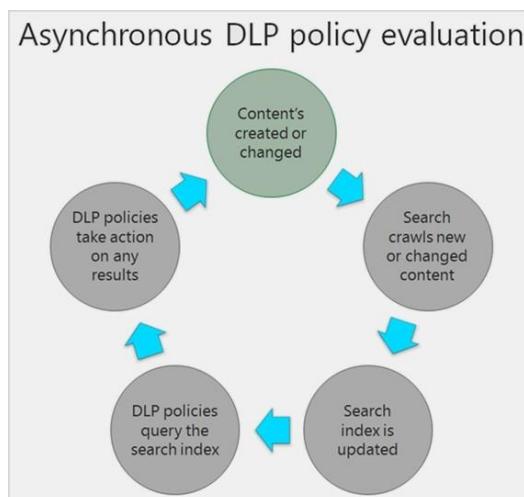 Asynchronous DLP policy evaluation
Content's
created or
changed
Search
crawls new
or changed
content
Search
index is
updated
DLP policies
query the
search index
DLP policies
take action
on any
results